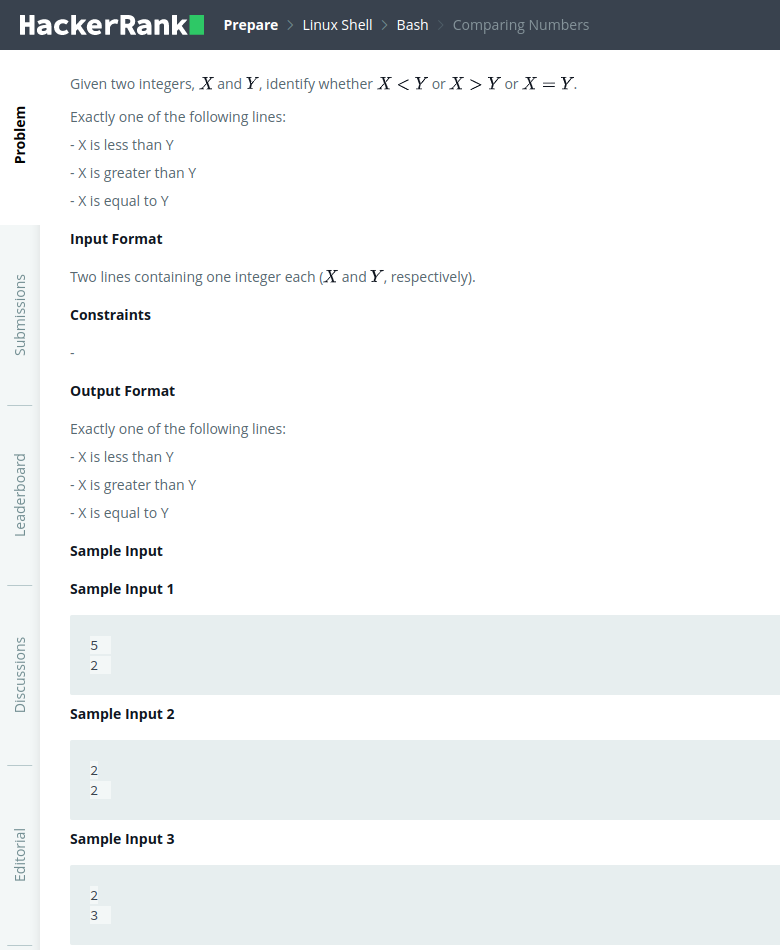 HackerRank
Prepare > Linux Shell > Bash > Comparing Numbers
Problem
Submissions
Leaderboard
Discussions
Editorial
Given two integers, X and Y, identify whether X < Y or X > Y or X = Y.
Exactly one of the following lines:
- X is less than Y
- X is greater than Y
- X is equal to Y
Input Format
Two lines containing one integer each (X and Y, respectively).
Constraints
-
Output Format
Exactly one of the following lines:
- X is less than Y
- X is greater than Y
- X is equal to Y
Sample Input
Sample Input 1
5
2
Sample Input 2
2
2
Sample Input 3
2
3